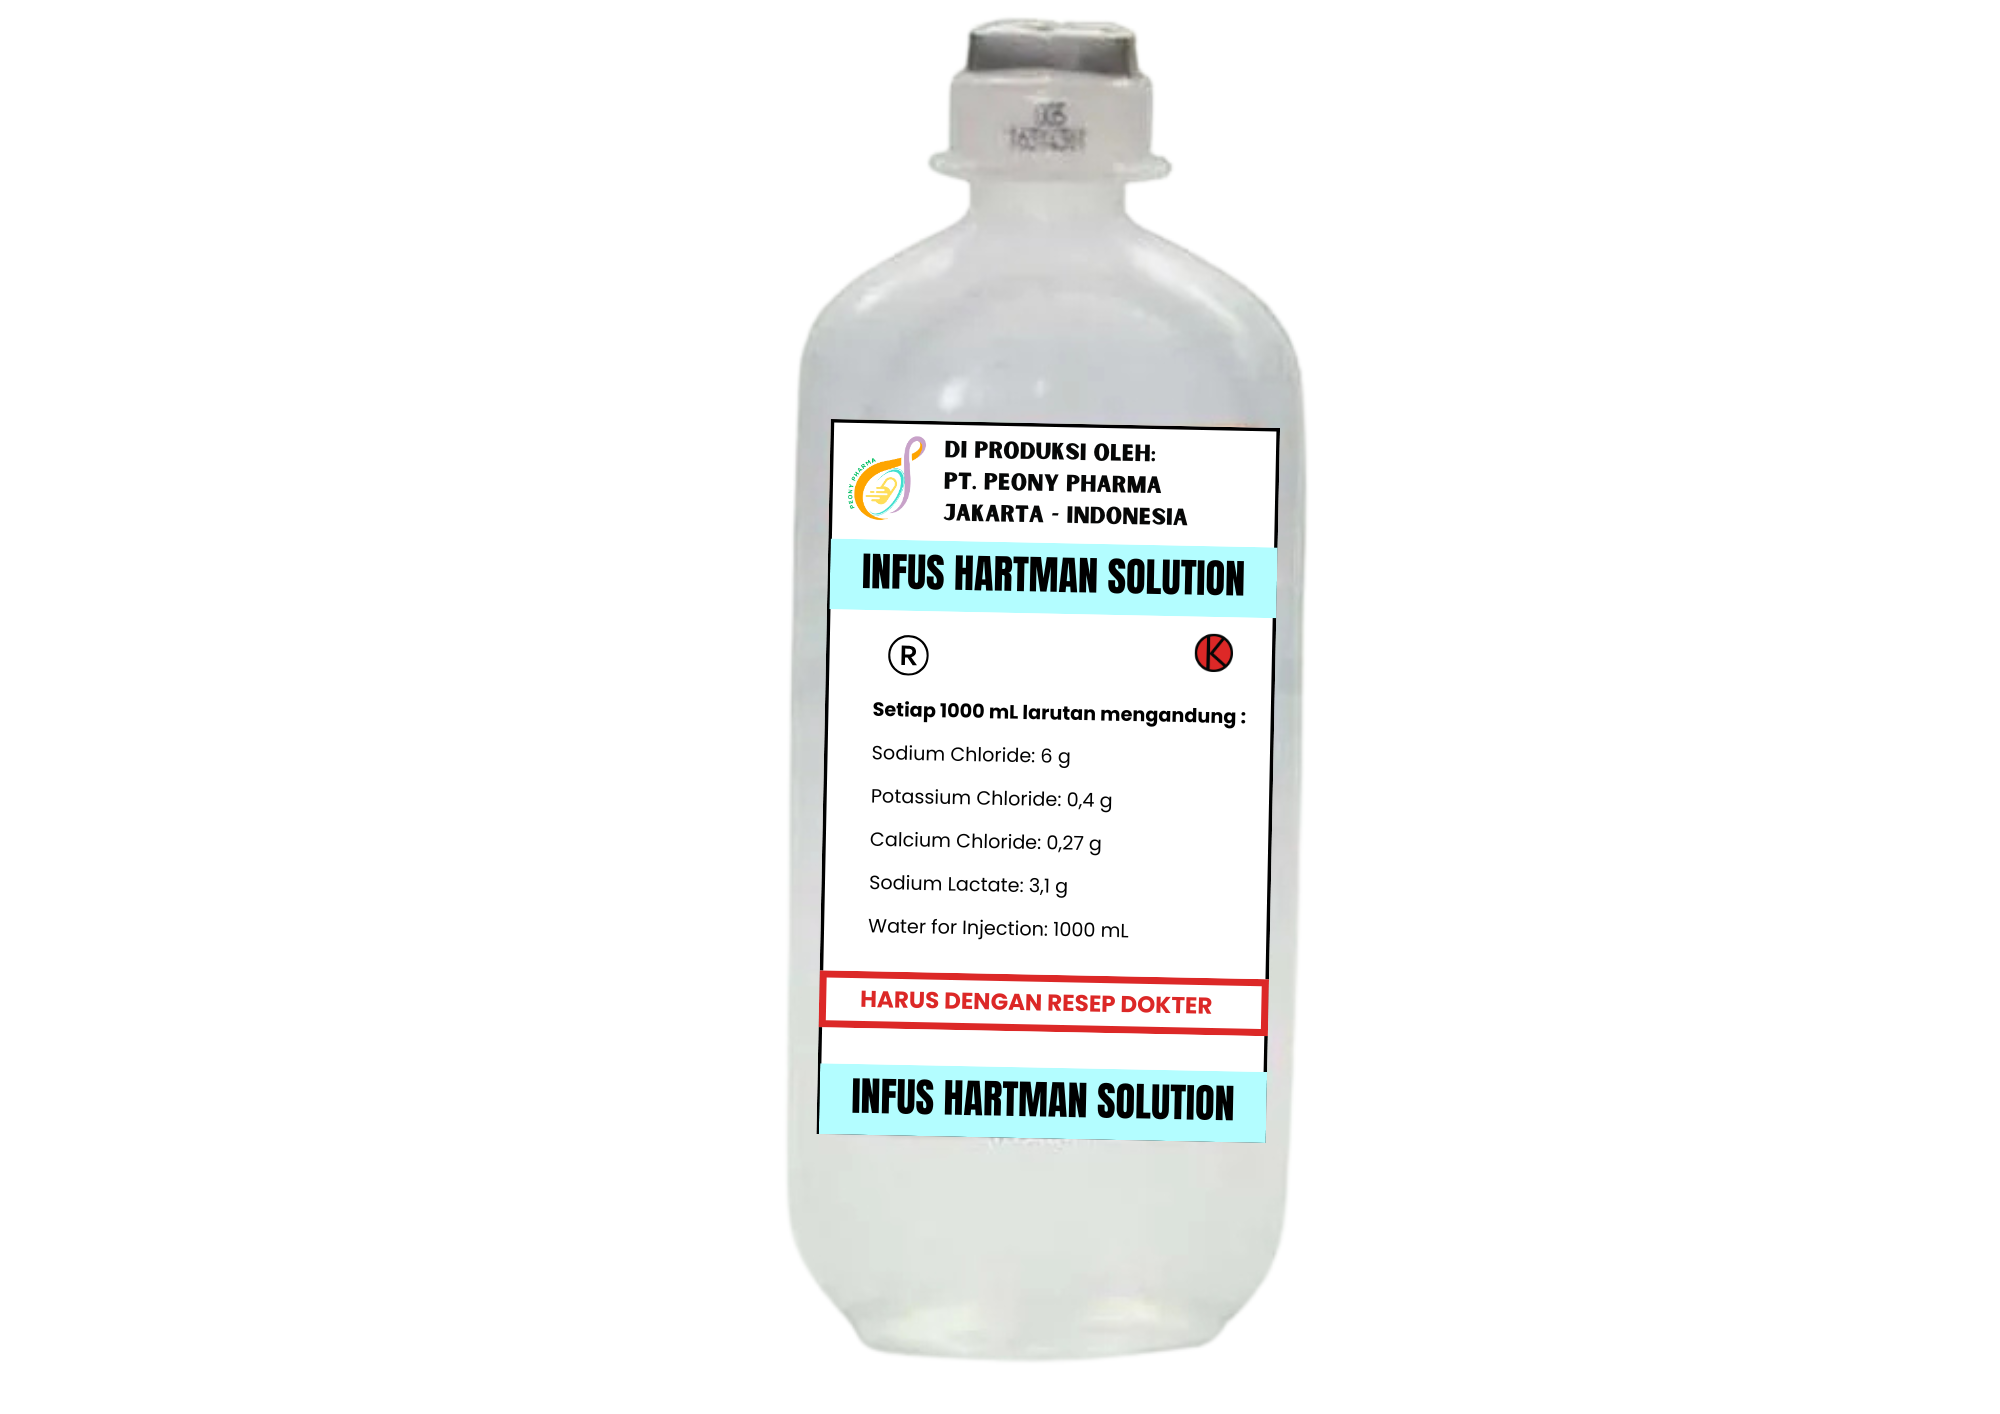 PEONY PHARMA
DI PRODUKSI OLEH:
PT. PEONY PHARMA
JAKARTA - INDONESIA
INFUS HARTMAN SOLUTION
R
K
Setiap 1000 mL larutan mengandung :
Sodium Chloride: 6 g
Potassium Chloride: 0,4 g
Calcium Chloride: 0,27 g
Sodium Lactate: 3,1 g
Water for Injection: 1000 mL
HARUS DENGAN RESEP DOKTER
INFUS HARTMAN SOLUTION